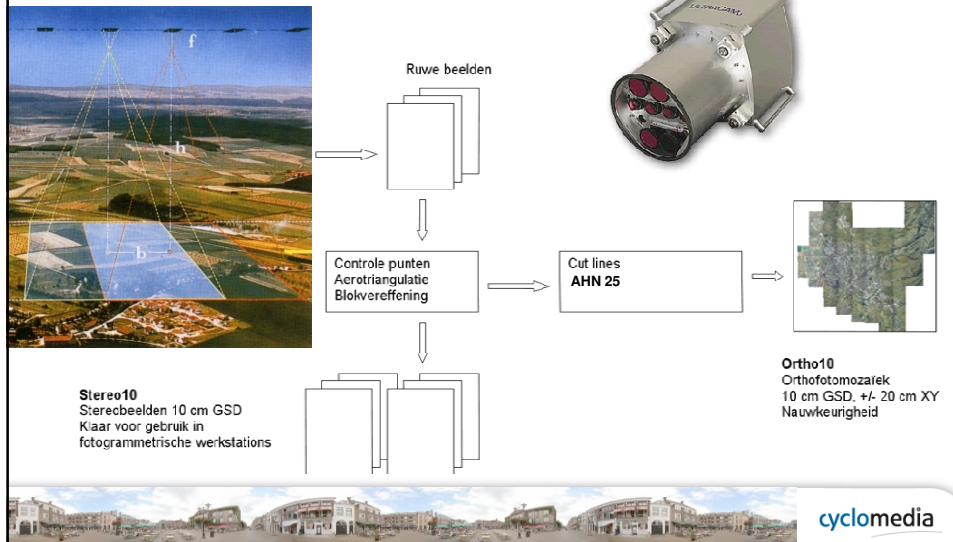 f
h
b
Ruwe beelden
ULTRACAM
Controle punten
Aerotriangulatie
Blokvereffening
Cut lines
AHN 25
Ortho10
Orthofotomozaïek
10 cm GSD, +/- 20 cm XY
Nauwkeurigheid
Stereo10
Stereobeelden 10 cm GSD
Klaar voor gebruik in
fotogrammetrische werkstations
cyclomedia